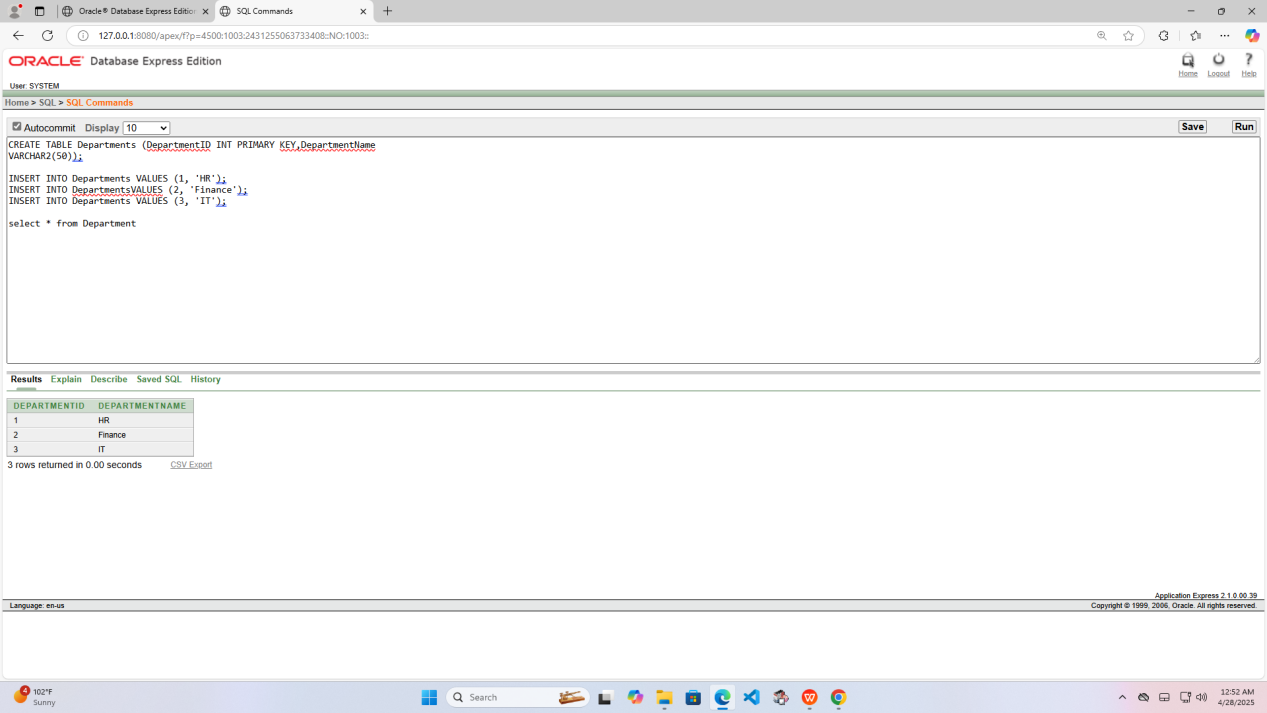 Oracle® Database Express Edition
SQL Commands
127.0.0.1:8080/apex/f?p=4500:1003:2431255063733408::NO:1003::
ORACLE® Database Express Edition
Home Logout Help
User: SYSTEM
Home > SQL > SQL Commands
Autocommit Display 10 Save Run
CREATE TABLE Departments (DepartmentID INT PRIMARY KEY,DepartmentName
VARCHAR2(50));
INSERT INTO Departments VALUES (1, 'HR');
INSERT INTO DepartmentsVALUES (2, 'Finance');
INSERT INTO Departments VALUES (3, 'IT');
select * from Department
Results Explain Describe Saved SQL History
DEPARTMENTID DEPARTMENTNAME
1 HR
2 Finance
3 IT
3 rows returned in 0.00 seconds CSV Export
Application Express 2.1.0.00.39
Language: en-us Copyright © 1999, 2006, Oracle. All rights reserved.
4
102°F
Sunny
Search
12:52 AM
4/28/2025